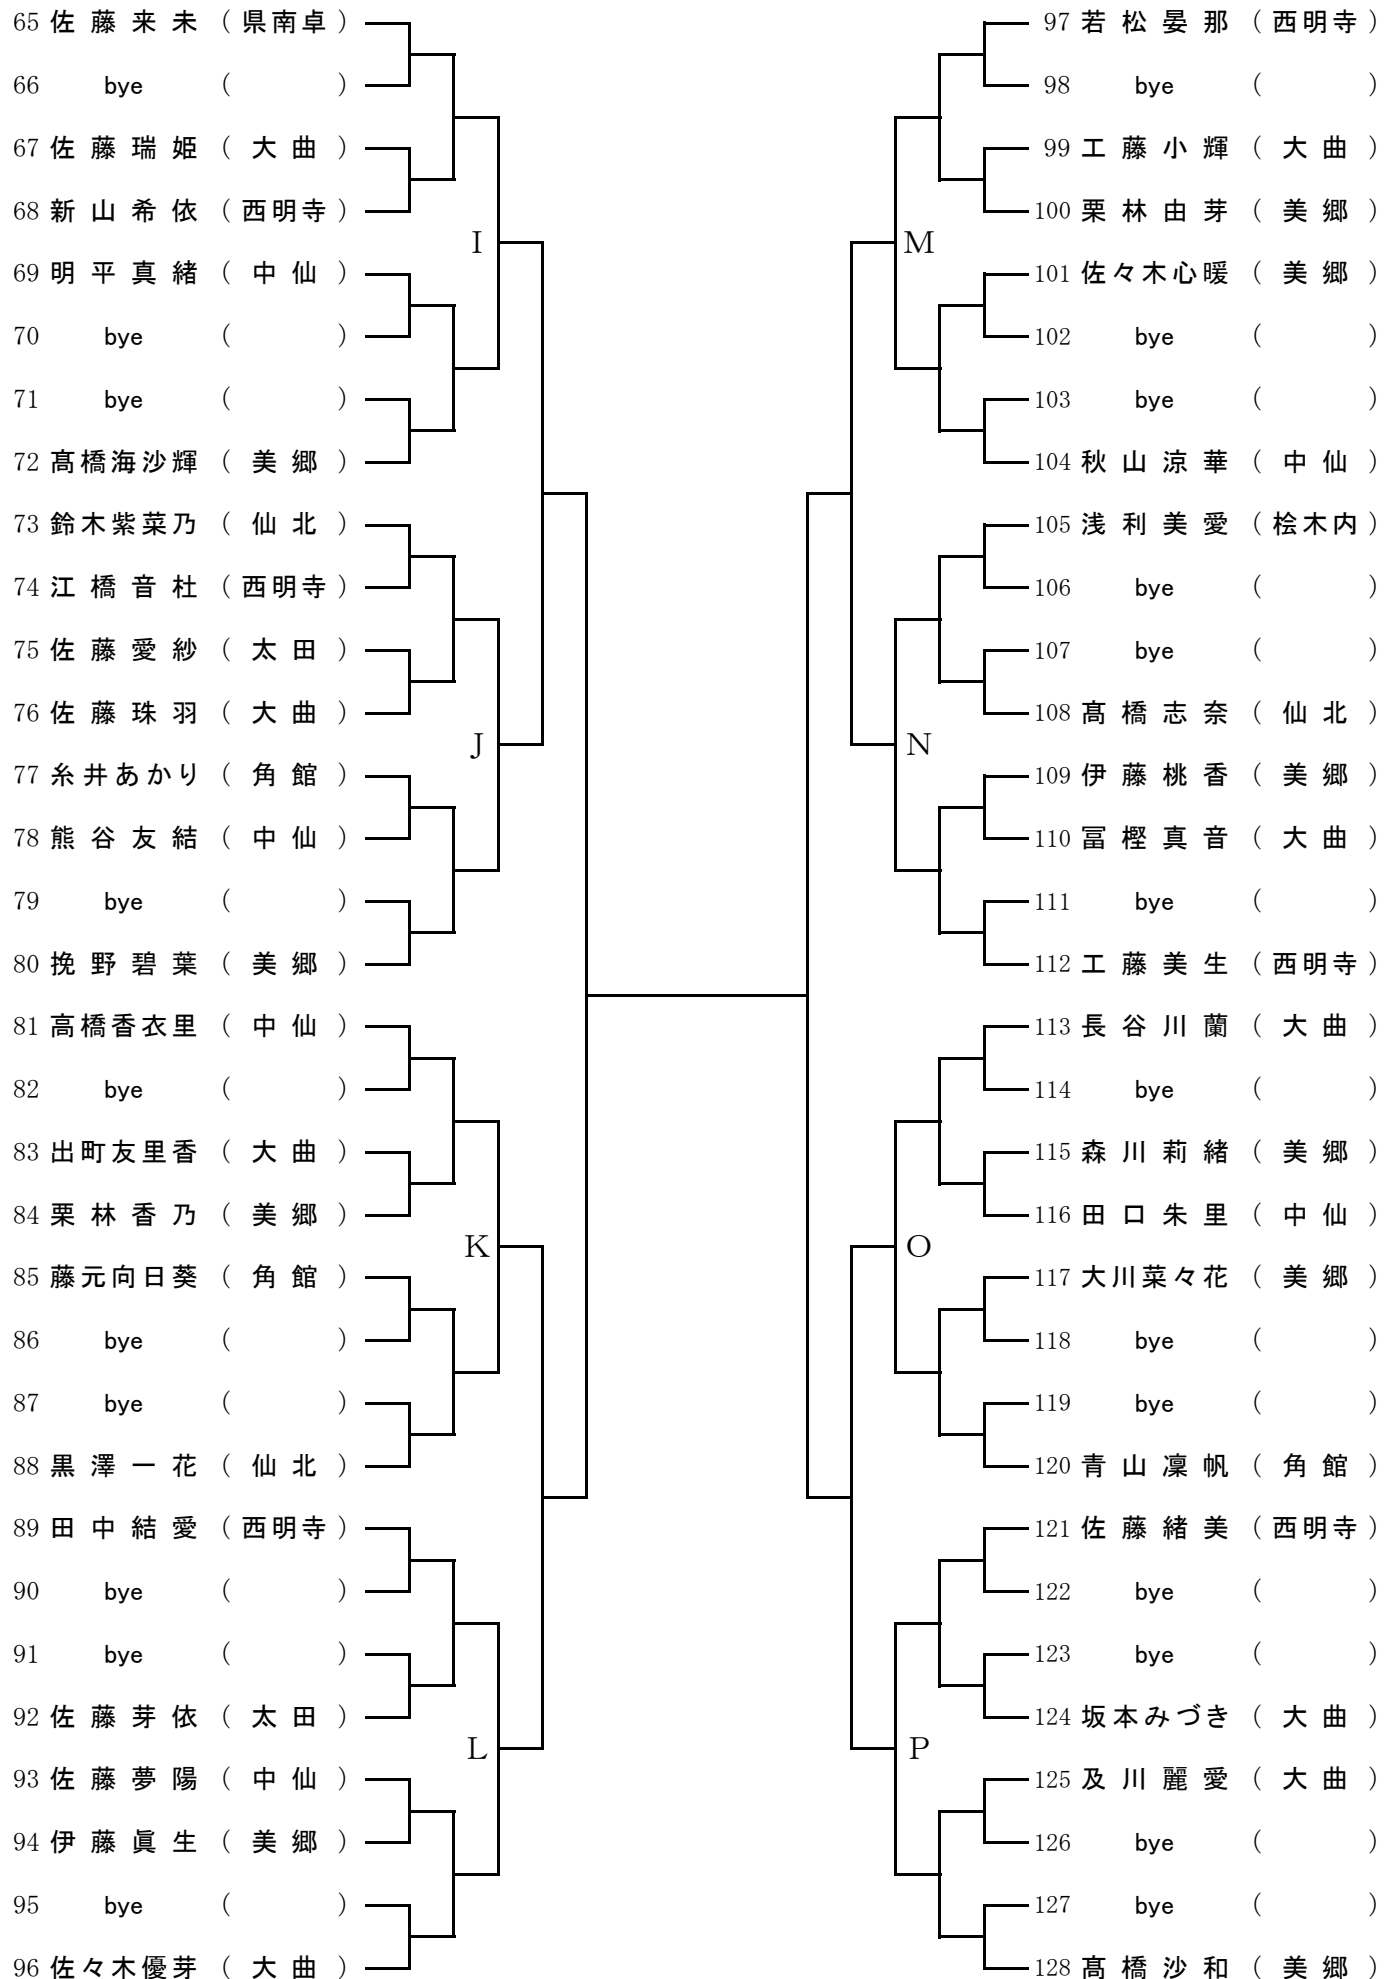 65 佐藤来未 (県南卓)
66 bye ( )
67 佐藤瑞姫 (大曲)
68 新山希依 (西明寺)
I
69 明平真緒 (中仙)
70 bye ( )
71 bye ( )
72 髙橋海沙輝 (美郷)
73 鈴木紫菜乃 (仙北)
74 江橋音杜 (西明寺)
75 佐藤愛紗 (太田)
76 佐藤珠羽 (大曲)
J
77 糸井あかり (角館)
78 熊谷友結 (中仙)
79 bye ( )
80 挽野碧葉 (美郷)
81 高橋香衣里 (中仙)
82 bye ( )
83 出町友里香 (大曲)
84 栗林香乃 (美郷)
K
85 藤元向日葵 (角館)
86 bye ( )
87 bye ( )
88 黒澤一花 (仙北)
89 田中結愛 (西明寺)
90 bye ( )
91 bye ( )
92 佐藤芽依 (太田)
L
93 佐藤夢陽 (中仙)
94 伊藤眞生 (美郷)
95 bye ( )
96 佐々木優芽 (大曲)
97 若松晏那 (西明寺)
98 bye ( )
99 工藤小輝 (大曲)
100 栗林由芽 (美郷)
M
101 佐々木心暖 (美郷)
102 bye ( )
103 bye ( )
104 秋山涼華 (中仙)
105 浅利美愛 (桧木内)
106 bye ( )
107 bye ( )
108 髙橋志奈 (仙北)
N
109 伊藤桃香 (美郷)
110 冨樫真音 (大曲)
111 bye ( )
112 工藤美生 (西明寺)
113 長谷川蘭 (大曲)
114 bye ( )
115 森川莉緒 (美郷)
116 田口朱里 (中仙)
O
117 大川菜々花 (美郷)
118 bye ( )
119 bye ( )
120 青山凜帆 (角館)
121 佐藤緒美 (西明寺)
122 bye ( )
123 bye ( )
124 坂本みづき (大曲)
P
125 及川麗愛 (大曲)
126 bye ( )
127 bye ( )
128 髙橋沙和 (美郷)